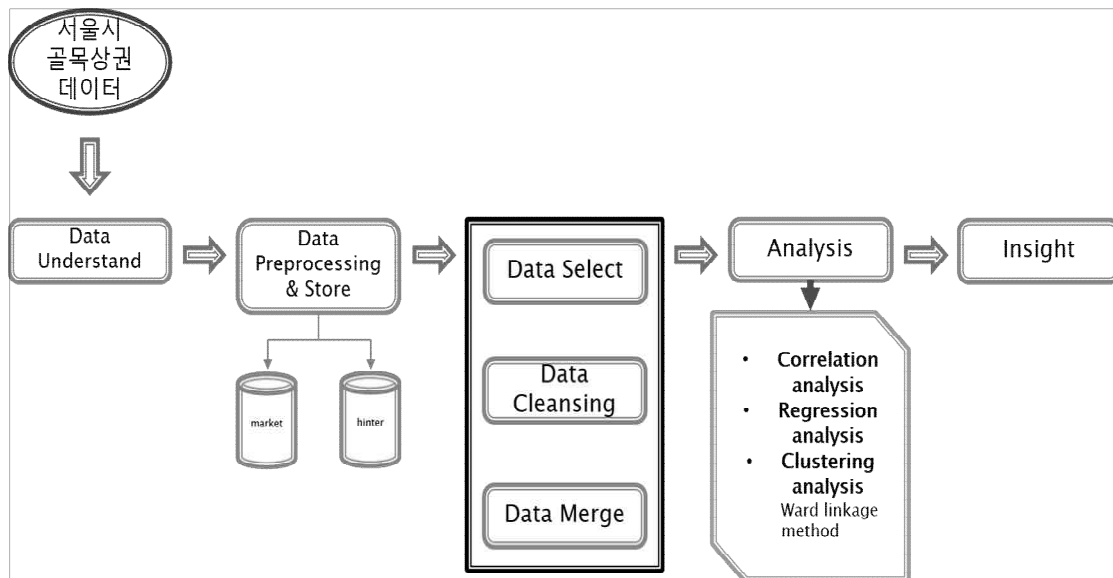 서울시
골목상권
데이터
Data
Understand
Data
Preprocessing
& Store
market
hinter
Data Select
Data
Cleansing
Data Merge
Analysis
• Correlation
analysis
• Regression
analysis
• Clustering
analysis
Ward linkage
method
Insight